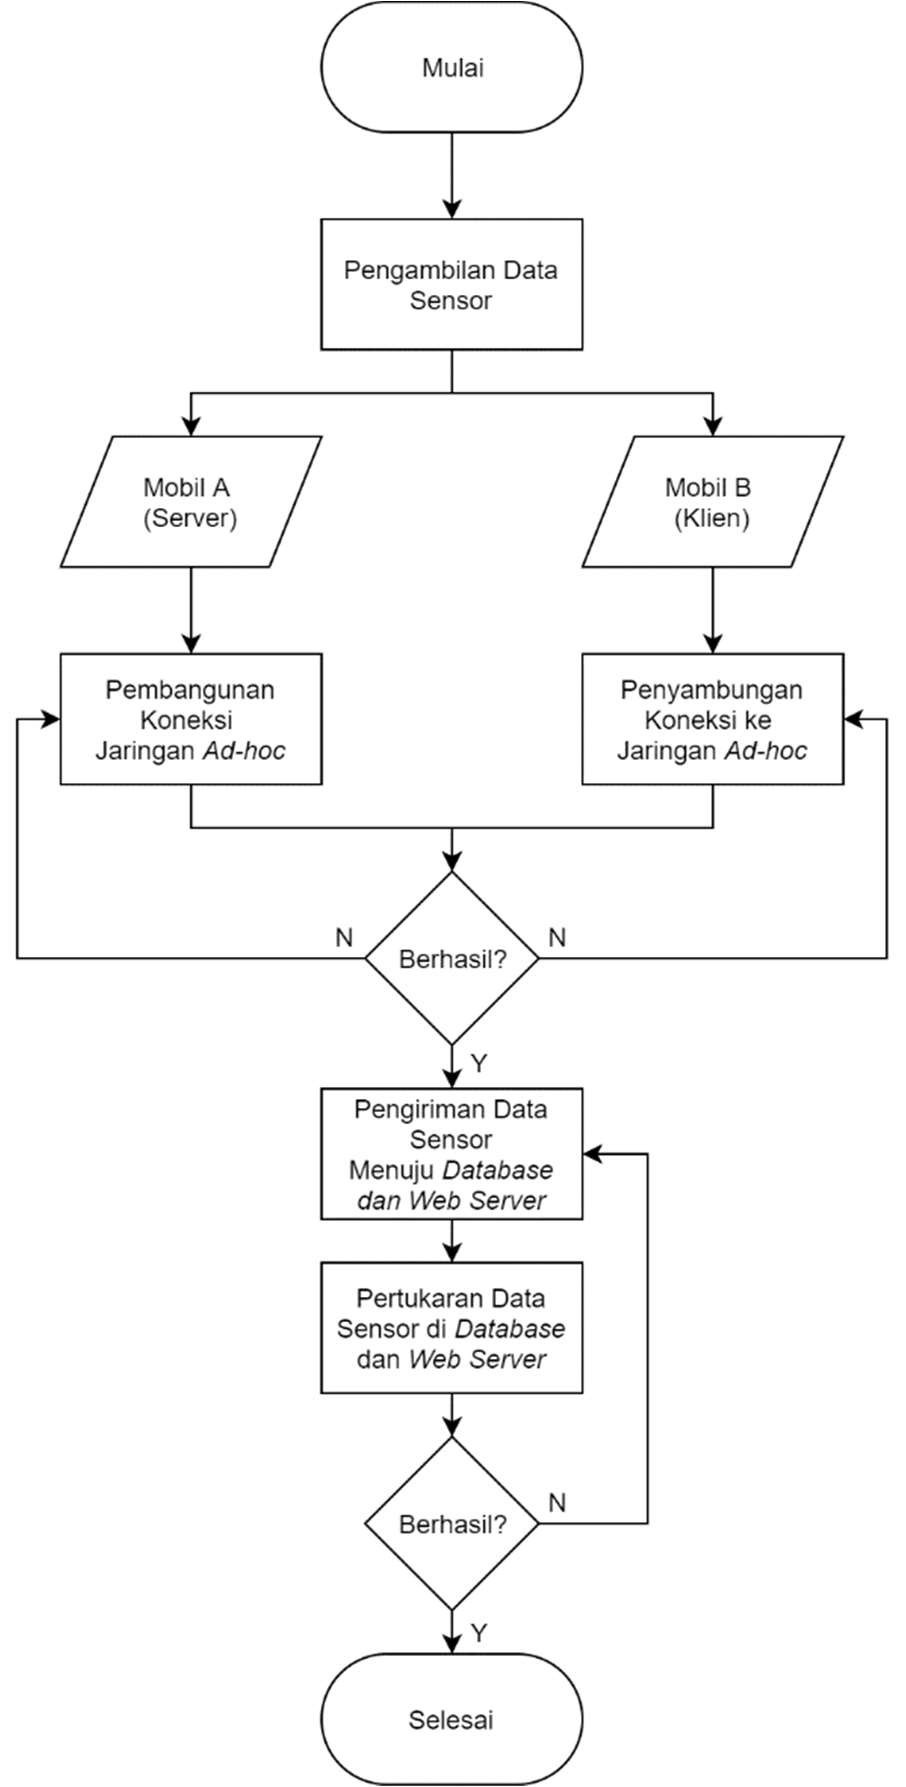 Mulai
Pengambilan Data
Sensor
Mobil A
(Server)
Mobil B
(Klien)
Pembangunan
Koneksi
Jaringan Ad-hoc
Penyambungan
Koneksi ke
Jaringan Ad-hoc
N
Berhasil?
N
Y
Pengiriman Data
Sensor
Menuju Database
dan Web Server
Pertukaran Data
Sensor di Database
dan Web Server
Berhasil?
N
Y
Selesai